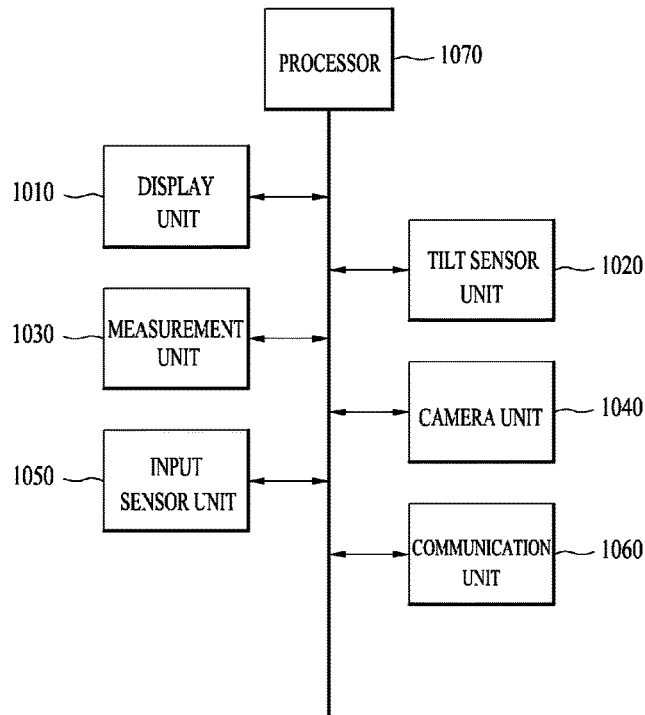 PROCESSOR
1070
1010
DISPLAY
UNIT
TILT SENSOR
UNIT
1020
1030
MEASUREMENT
UNIT
CAMERA UNIT
1040
1050
INPUT
SENSOR UNIT
COMMUNICATION
UNIT
1060